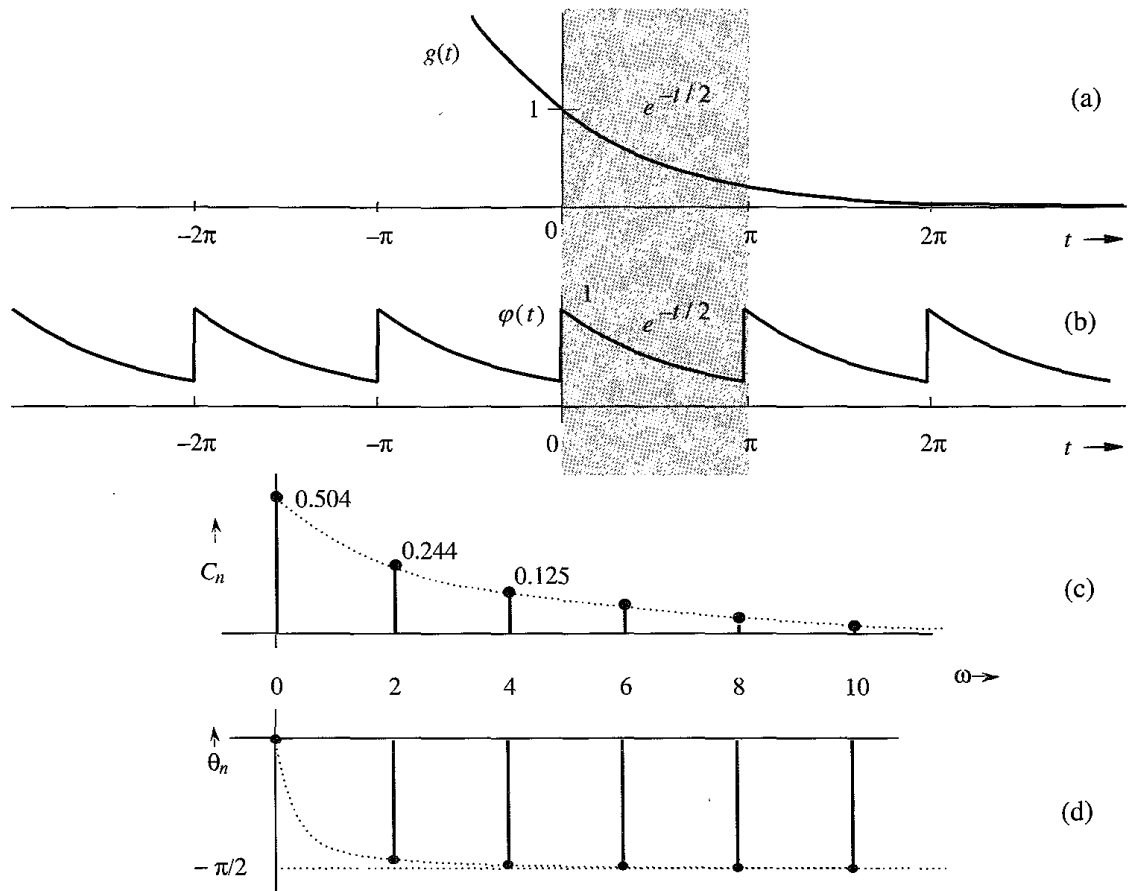 g(t)
e^{-t/2}
(a)
1
−2π −π 0 π 2π t →
φ(t) 1 e^{-t/2} (b)
−2π −π 0 π 2π t →
0.504
↑ 0.244
C_n 0.125 (c)
0 2 4 6 8 10 ω→
↑
θ_n
(d)
− π/2